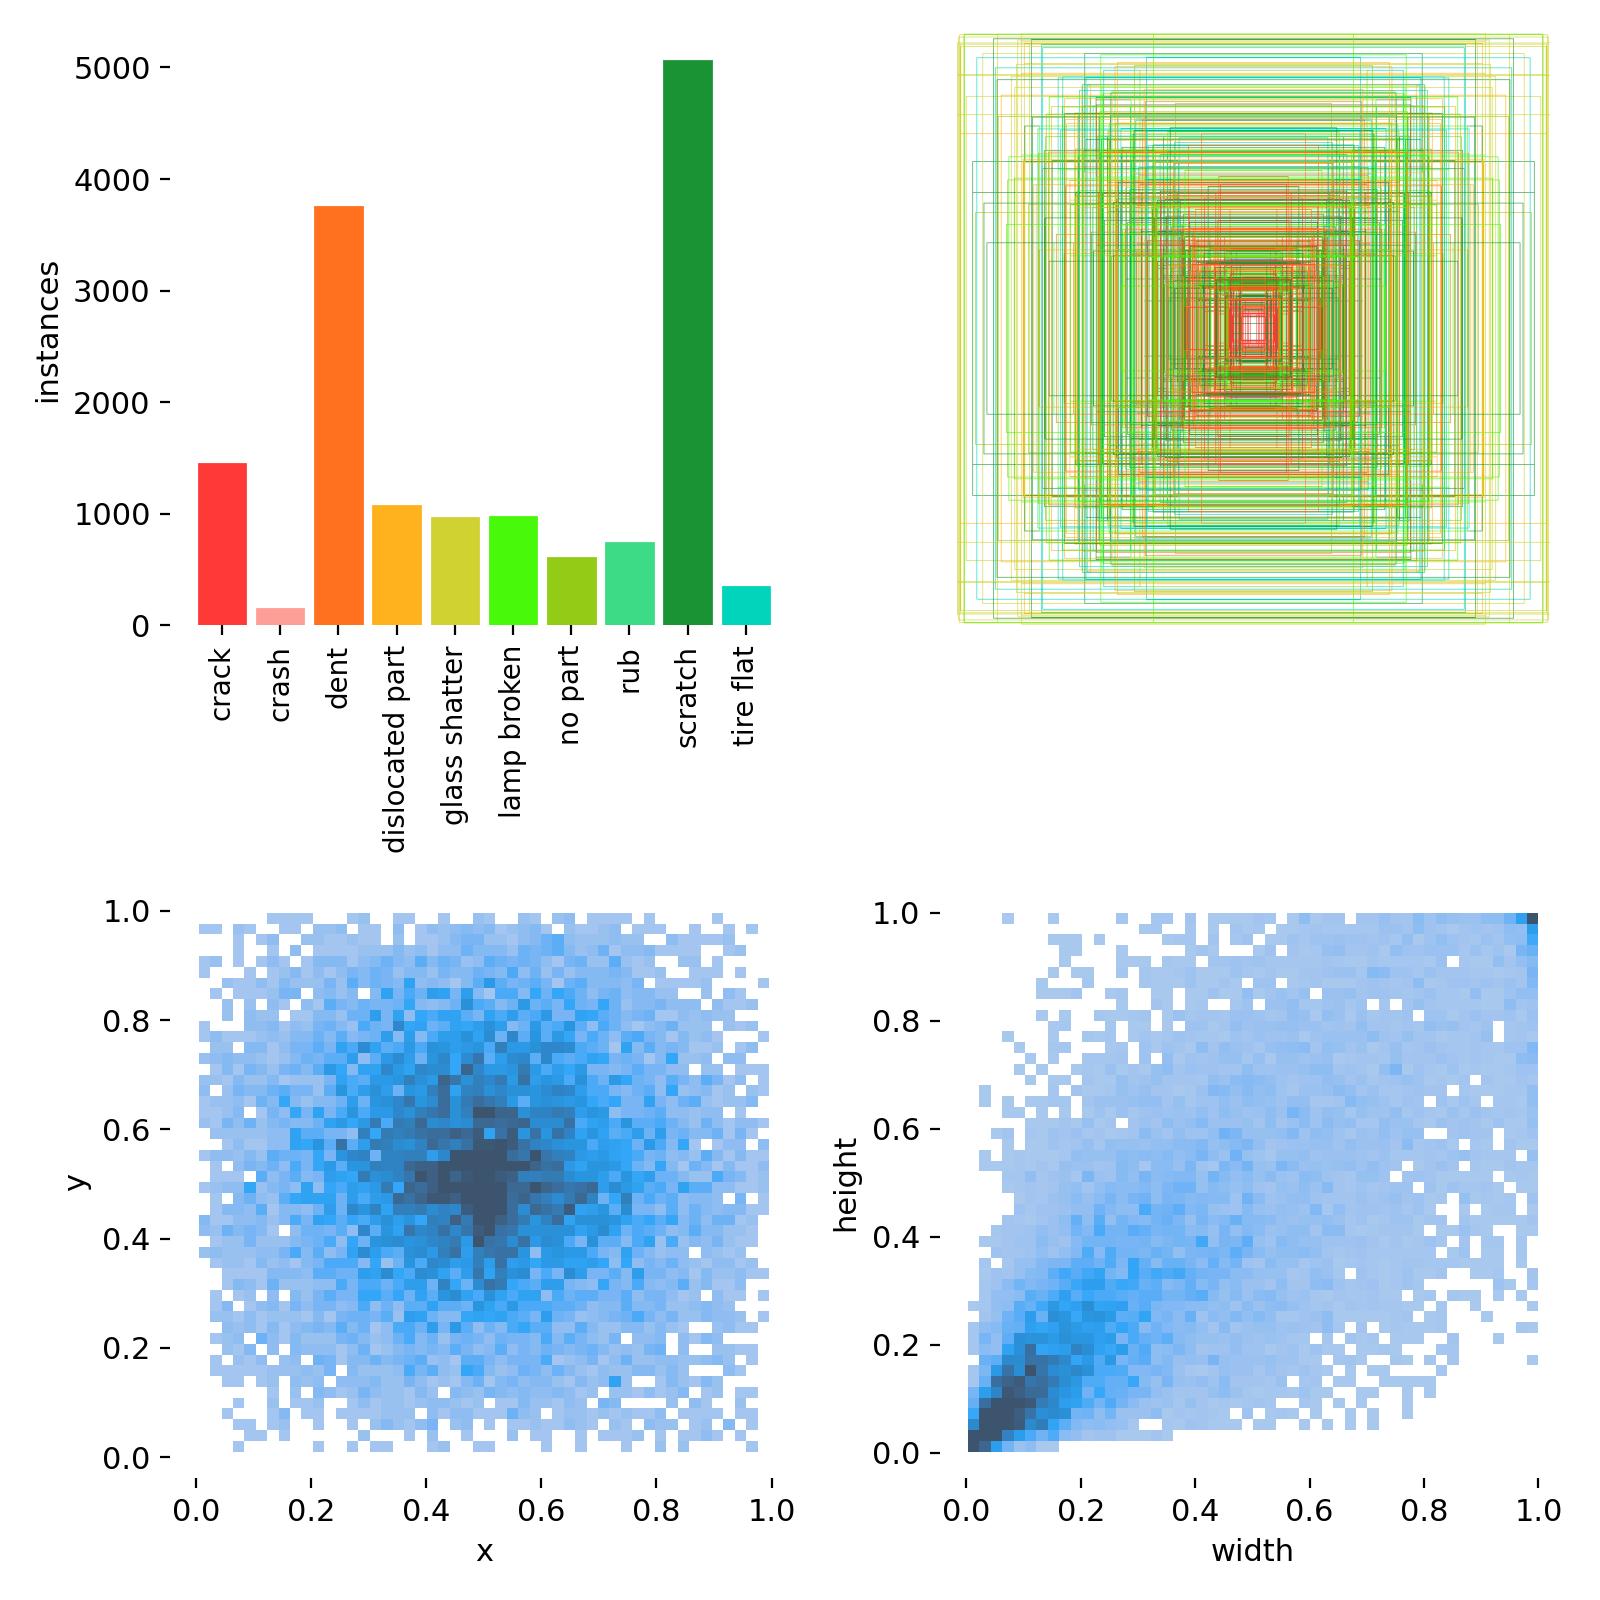 instances
5000
4000
3000
2000
1000
0
crack
crash
dent
dislocated part
glass shatter
lamp broken
no part
rub
scratch
tire flat
y
1.0
0.8
0.6
0.4
0.2
0.0
0.0 0.2 0.4 0.6 0.8 1.0
x
height
1.0
0.8
0.6
0.4
0.2
0.0
0.0 0.2 0.4 0.6 0.8 1.0
width